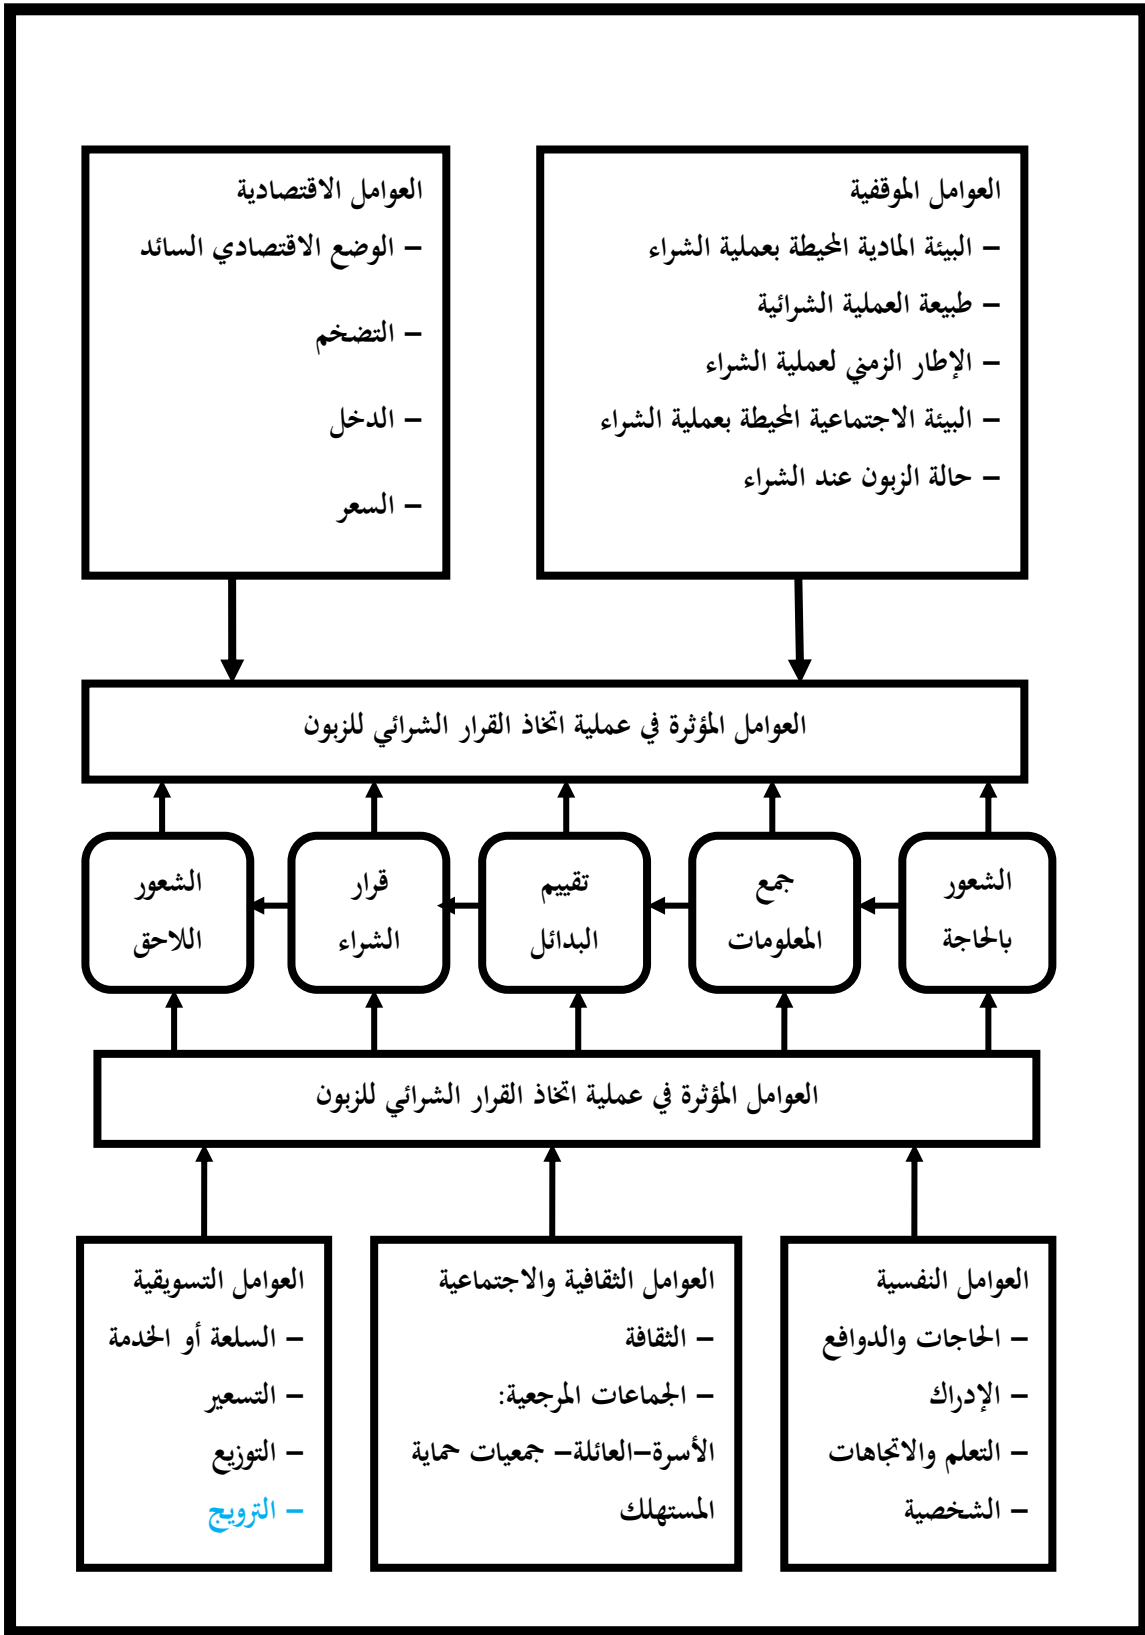 العوامل الموقفية
– البيئة المادية المحيطة بعملية الشراء
– طبيعة العملية الشرائية
– الإطار الزمني لعملية الشراء
– البيئة الاجتماعية المحيطة بعملية الشراء
– حالة الزبون عند الشراء
العوامل الاقتصادية
– الوضع الاقتصادي السائد
– التضخم
– الدخل
– السعر
العوامل المؤثرة في عملية اتخاذ القرار الشرائي للزبون
الشعور
بالحاجة
جمع
المعلومات
تقييم
البدائل
قرار
الشراء
الشعور
اللاحق
العوامل المؤثرة في عملية اتخاذ القرار الشرائي للزبون
العوامل النفسية
– الحاجات والدوافع
– الإدراك
– التعلم والاتجاهات
– الشخصية
العوامل الثقافية والاجتماعية
– الثقافة
– الجماعات المرجعية:
الأسرة–العائلة– جمعيات حماية
المستهلك
العوامل التسويقية
– السلعة أو الخدمة
– التسعير
– التوزيع
– الترويج